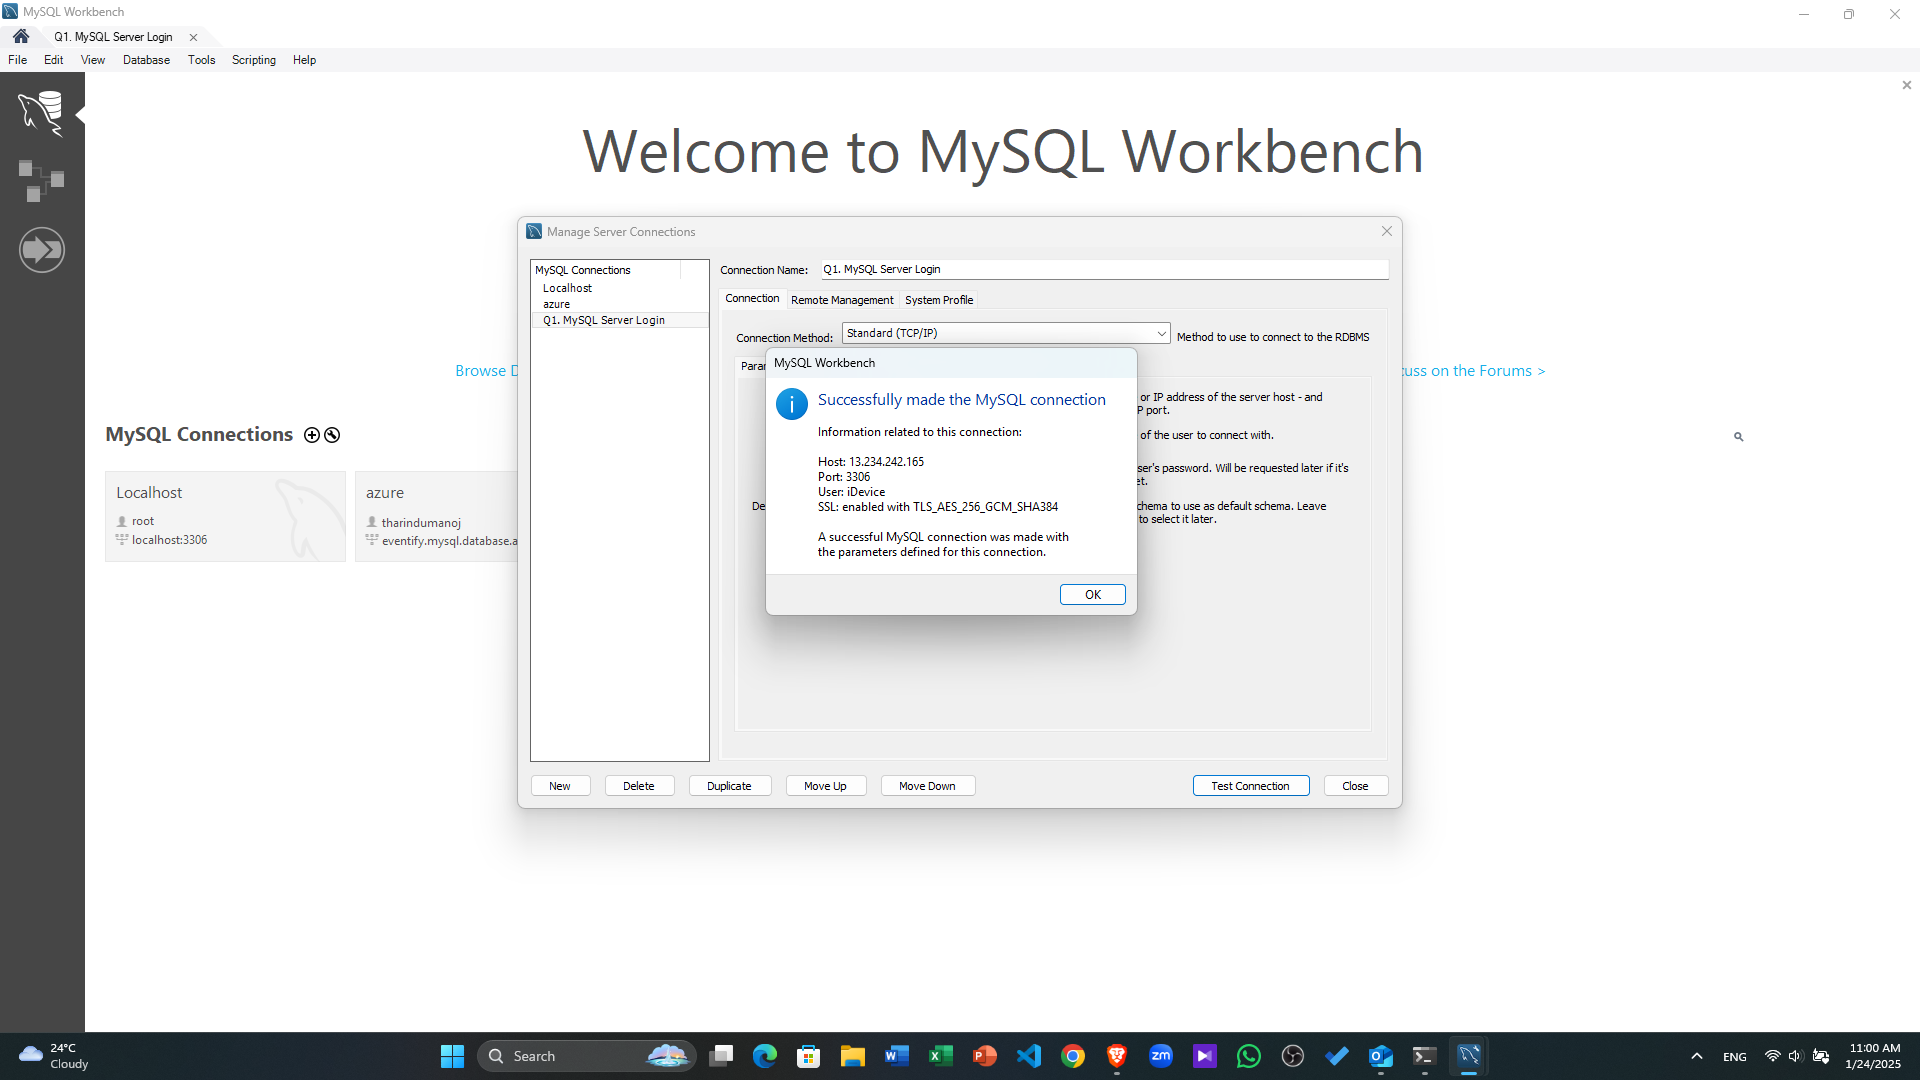 MySQL Workbench
Q1. MySQL Server Login
File Edit View Database Tools Scripting Help
Welcome to MySQL Workbench
Browse D
cuss on the Forums >
MySQL Connections
Localhost
root
localhost:3306
azure
tharindumanoj
eventify.mysql.database.a
Manage Server Connections
MySQL Connections
Localhost
azure
Q1. MySQL Server Login
Connection Name: Q1. MySQL Server Login
Connection Remote Management System Profile
Connection Method: Standard (TCP/IP) Method to use to connect to the RDBMS
Paran
or IP address of the server host - and
P port.
of the user to connect with.
ser's password. Will be requested later if it's
et.
De
chema to use as default schema. Leave
to select it later.
MySQL Workbench
Successfully made the MySQL connection
Information related to this connection:
Host: 13.234.242.165
Port: 3306
User: iDevice
SSL: enabled with TLS_AES_256_GCM_SHA384
A successful MySQL connection was made with
the parameters defined for this connection.
OK
New Delete Duplicate Move Up Move Down Test Connection Close
24°C
Cloudy
Search
zm
ENG
11:00 AM
1/24/2025